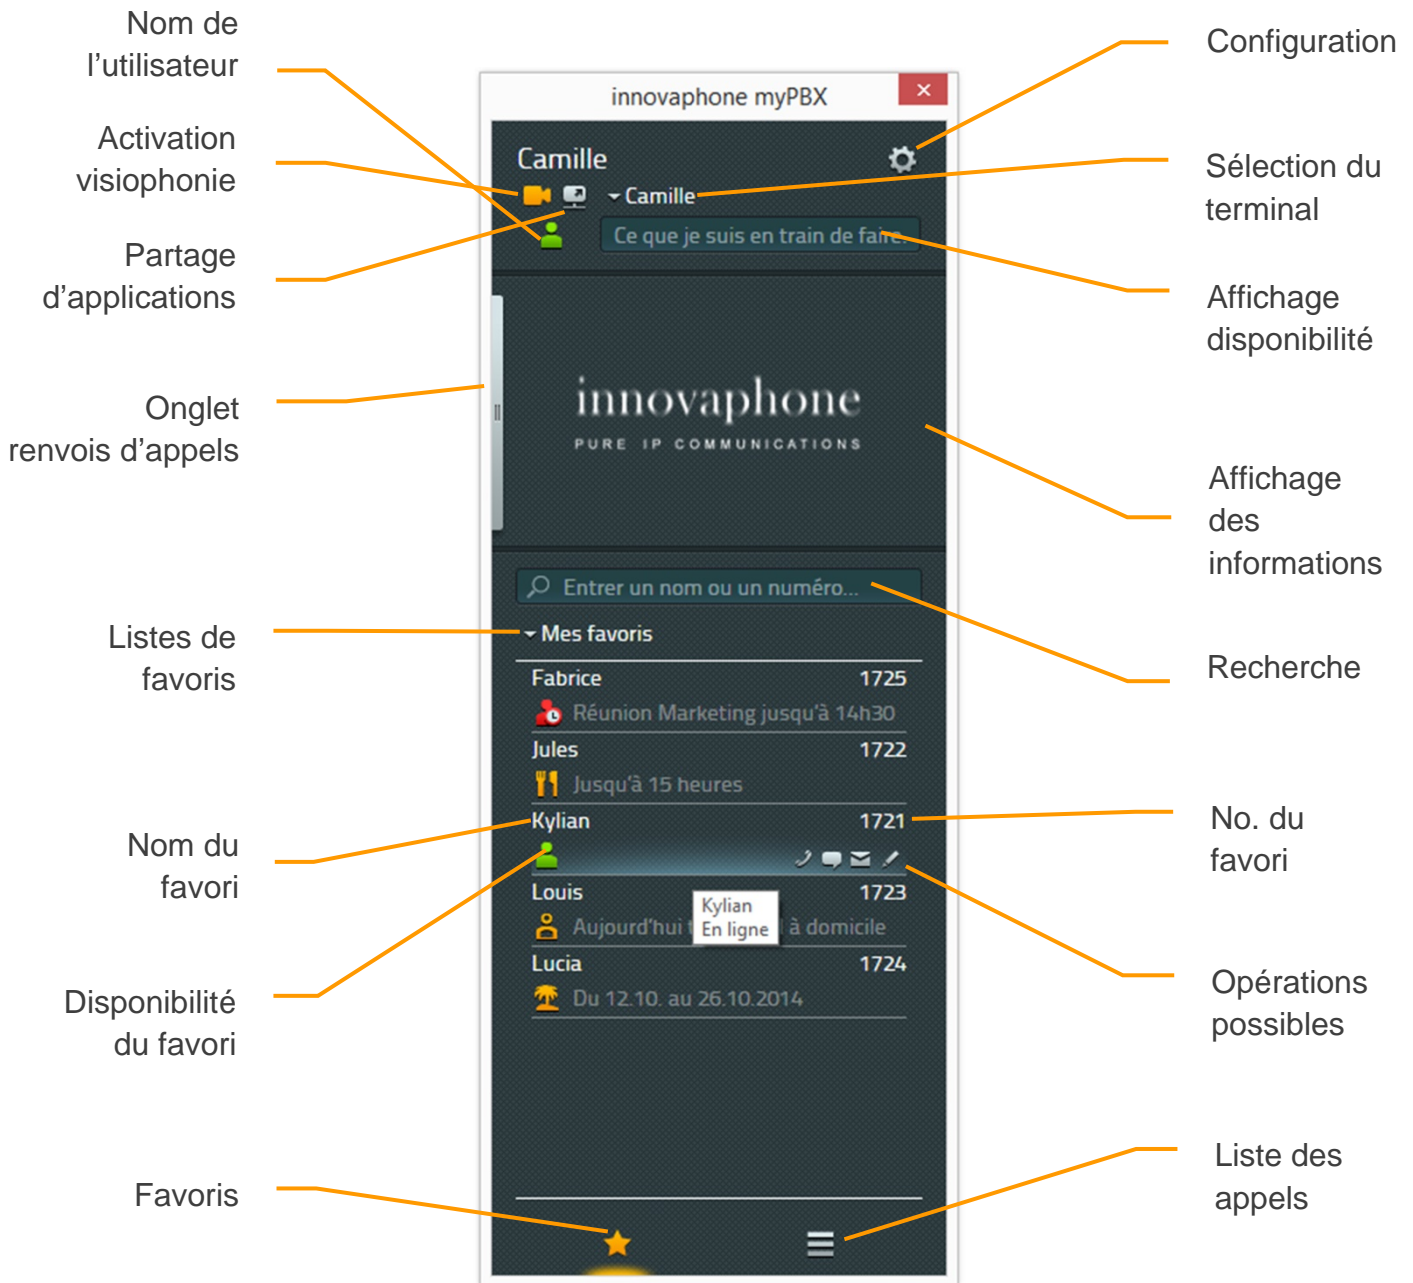 Nom de
l'utilisateur
Activation
visiophonie
Partage
d'applications
Onglet
renvois d'appels
Listes de
favoris
Nom du
favori
Disponibilité
du favori
Favoris
innovaphone myPBX
Camille
Camille
Ce que je suis en train de faire.
innovaphone
PURE IP COMMUNICATIONS
Entrer un nom ou un numéro...
Mes favoris
Fabrice 1725
Réunion Marketing jusqu'à 14h30
Jules 1722
Jusqu'à 15 heures
Kylian 1721
Louis 1723
Kylian
En ligne
Aujourd'hui t à domicile
Lucia 1724
Du 12.10. au 26.10.2014
Configuration
Sélection du
terminal
Affichage
disponibilité
Affichage
des
informations
Recherche
No. du
favori
Opérations
possibles
Liste des
appels